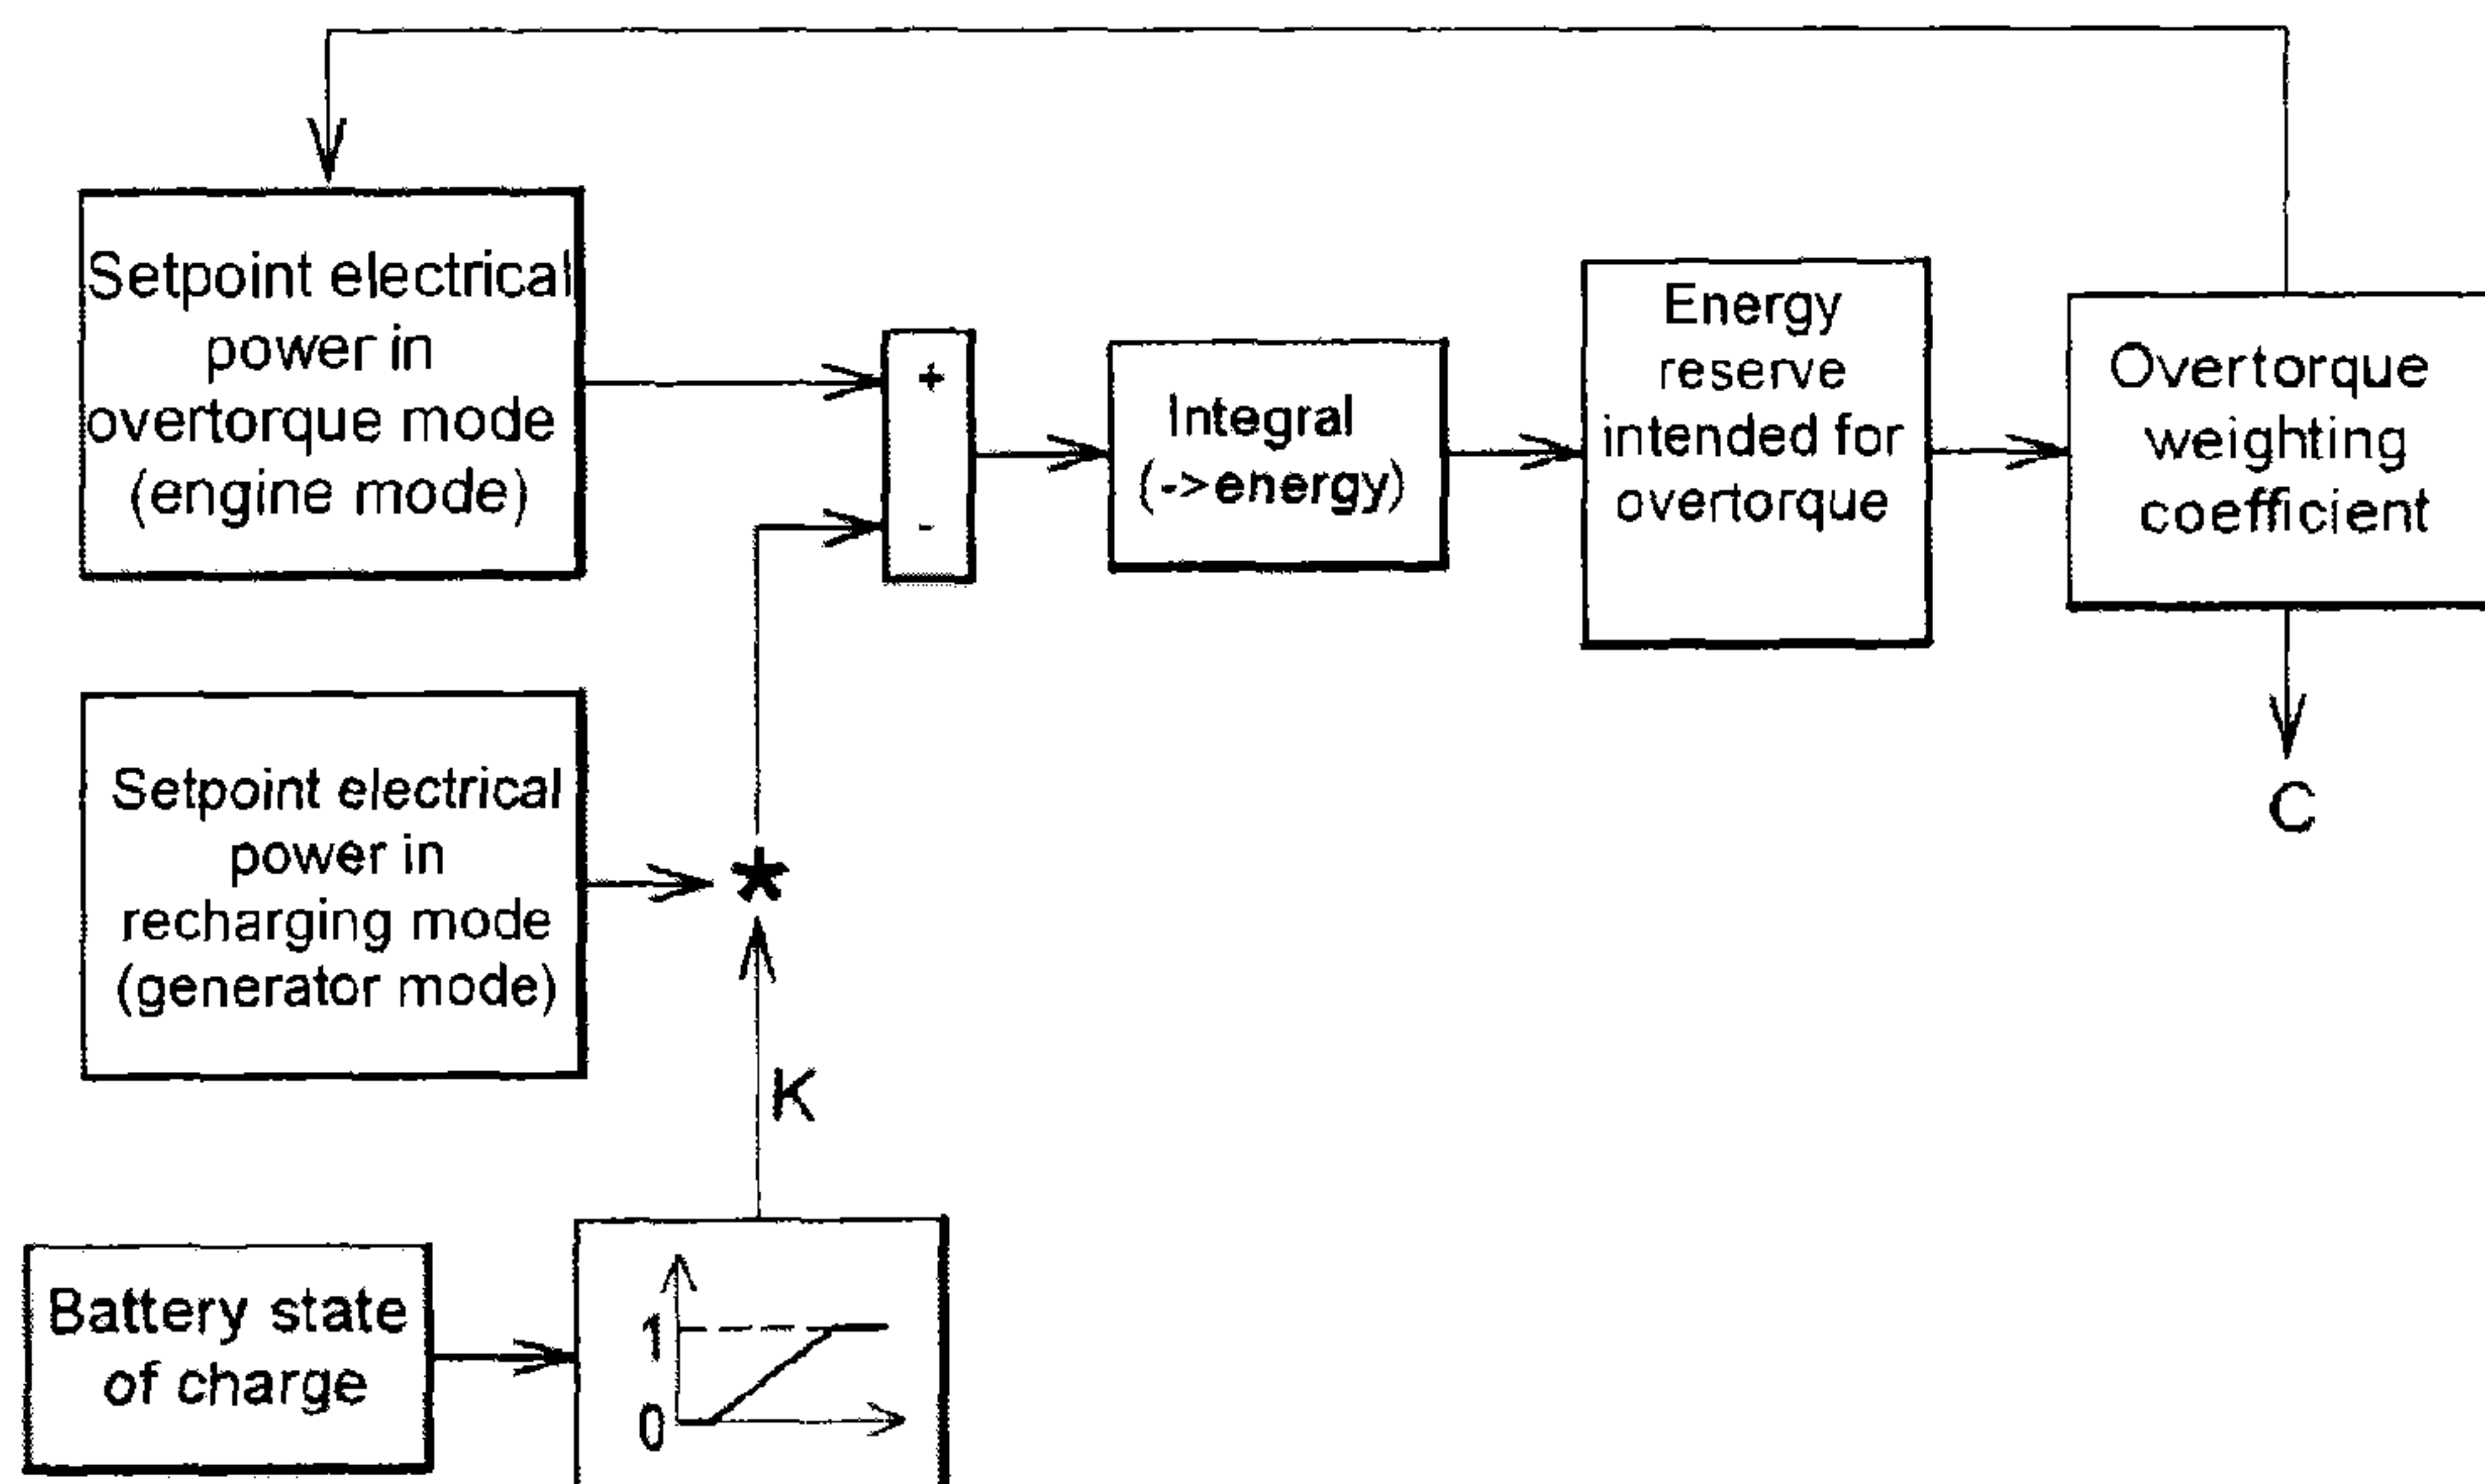 Setpoint electrical
power in
overtorque mode
(engine mode)
+
-
Integral
(->energy)
Energy
reserve
intended for
overtorque
Overtorque
weighting
coefficient
C
Setpoint electrical
power in
recharging mode
(generator mode)
*
K
Battery state
of charge
1
0